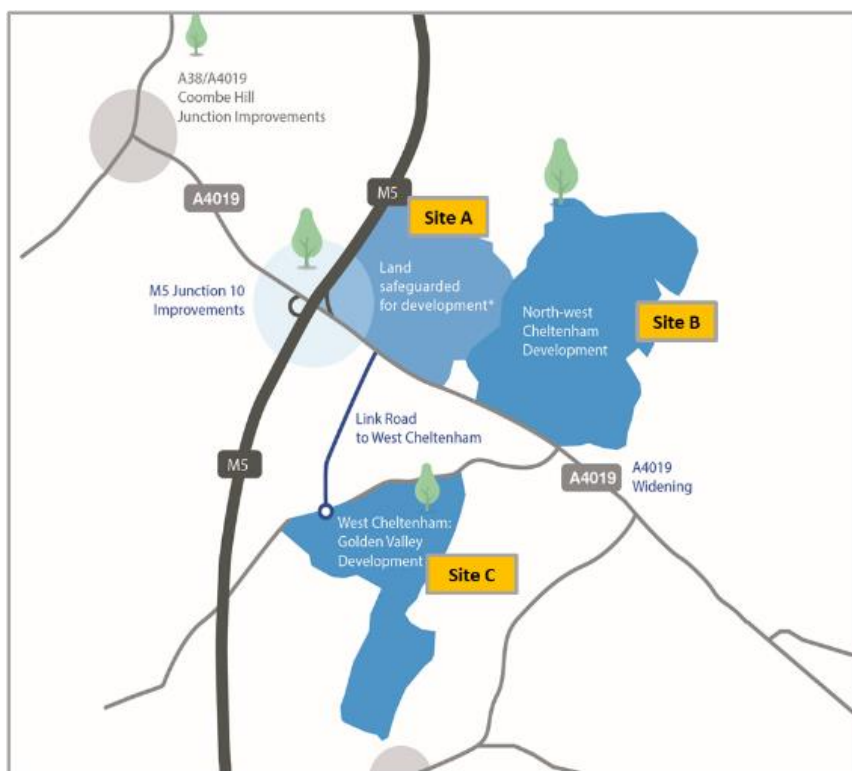 A38/A4019
Coombe Hill
Junction Improvements
A4019
M5
Site A
M5 Junction 10
Improvements
Land
safeguarded
for development*
North-west
Cheltenham
Development
Site B
Link Road
to West Cheltenham
M5
A4019
A4019
Widening
West Cheltenham:
Golden Valley
Development
Site C